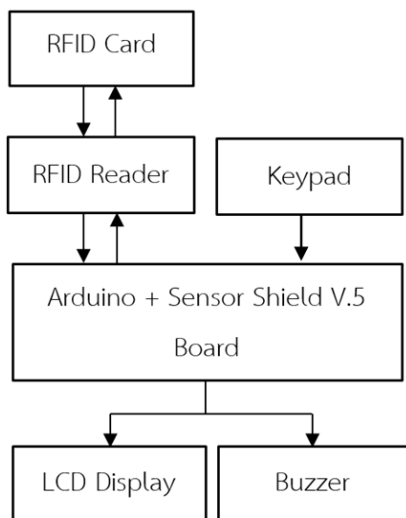 RFID Card
RFID Reader
Keypad
Arduino + Sensor Shield V.5
Board
LCD Display
Buzzer